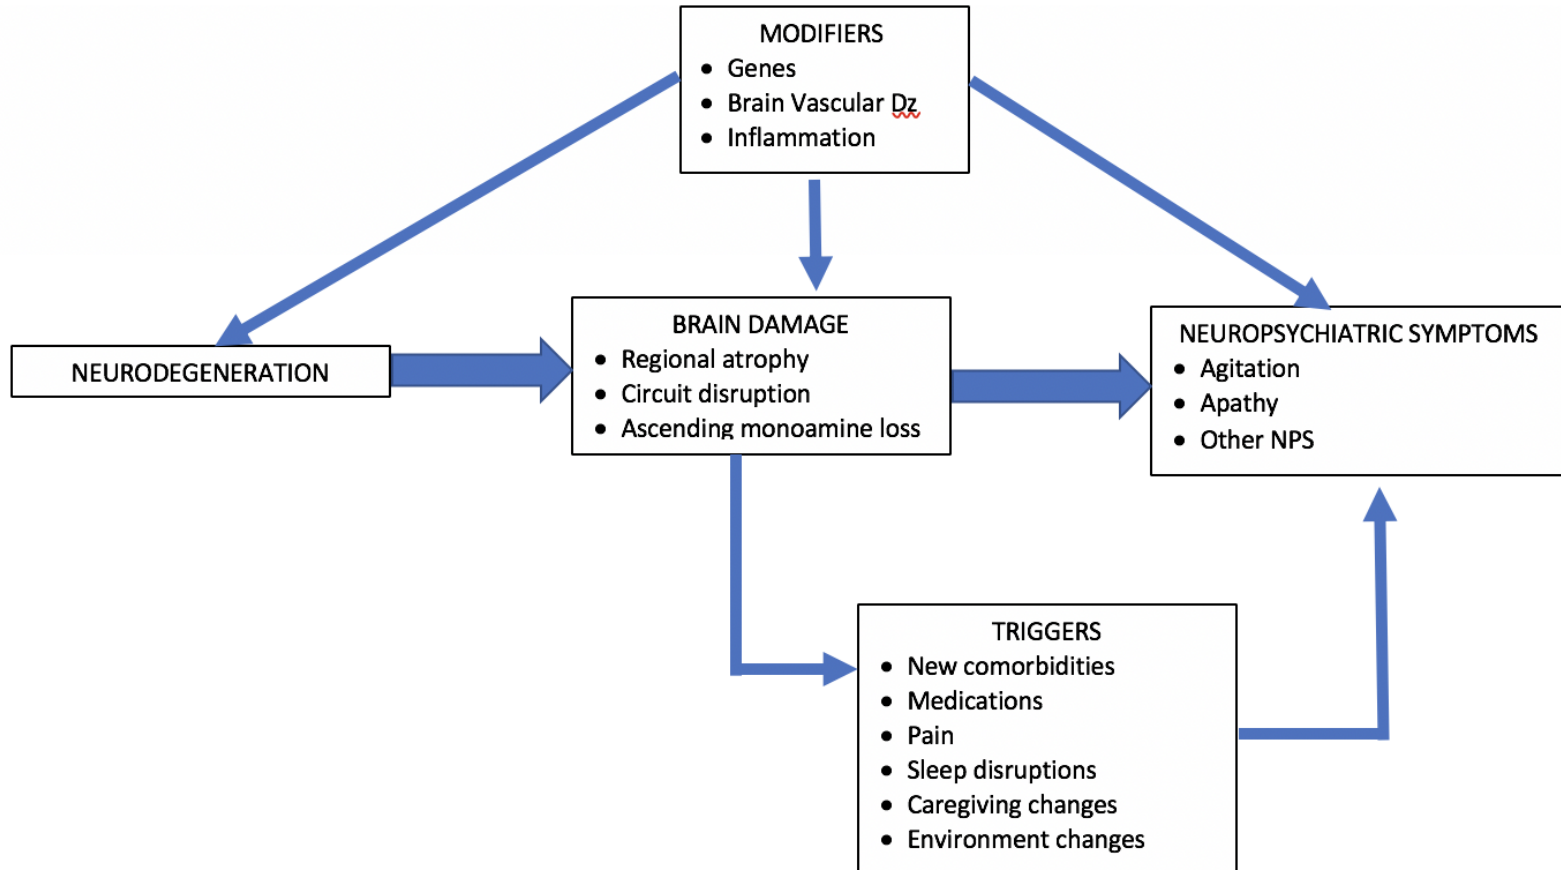 MODIFIERS
• Genes
• Brain Vascular Dz
• Inflammation
NEURODEGENERATION
BRAIN DAMAGE
• Regional atrophy
• Circuit disruption
• Ascending monoamine loss
NEUROPSYCHIATRIC SYMPTOMS
• Agitation
• Apathy
• Other NPS
TRIGGERS
• New comorbidities
• Medications
• Pain
• Sleep disruptions
• Caregiving changes
• Environment changes